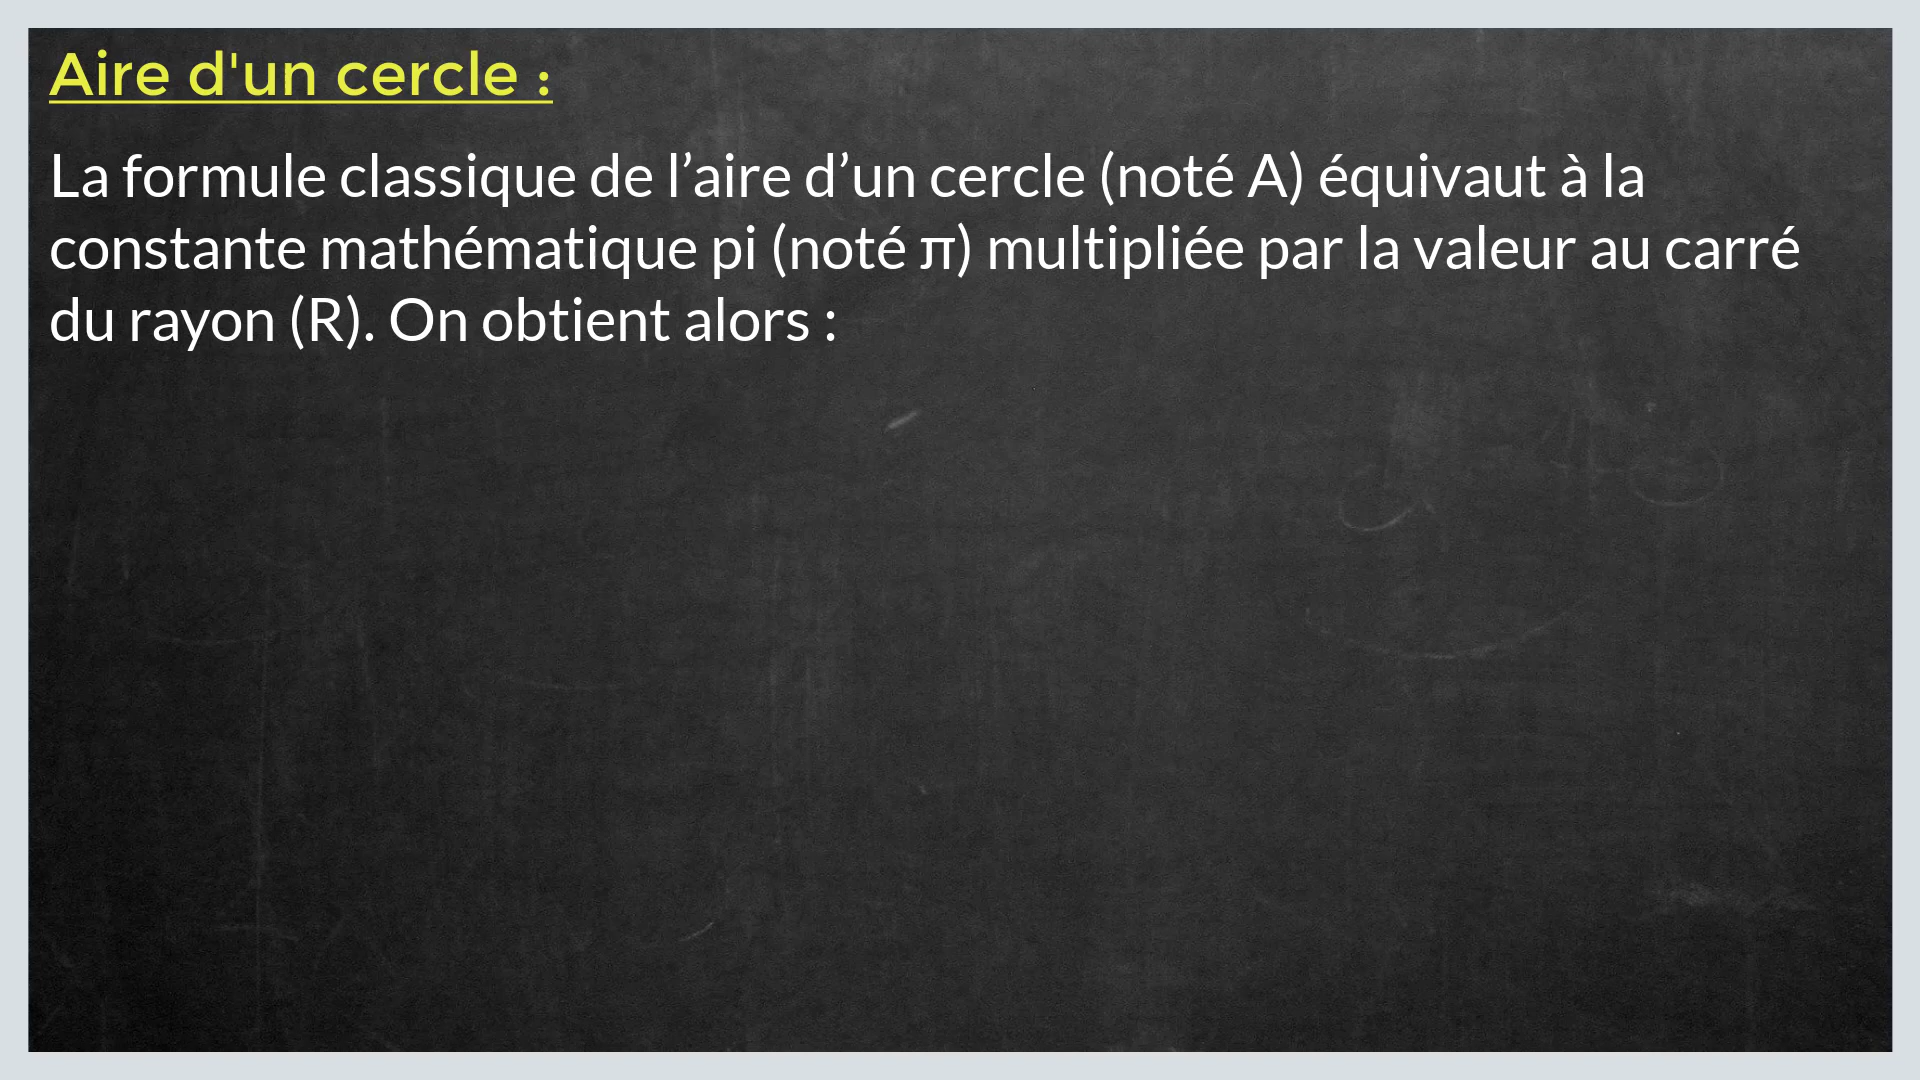 Aire d'un cercle :
La formule classique de l’aire d’un cercle (noté A) équivaut à la
constante mathématique pi (noté π) multipliée par la valeur au carré
du rayon (R). On obtient alors :